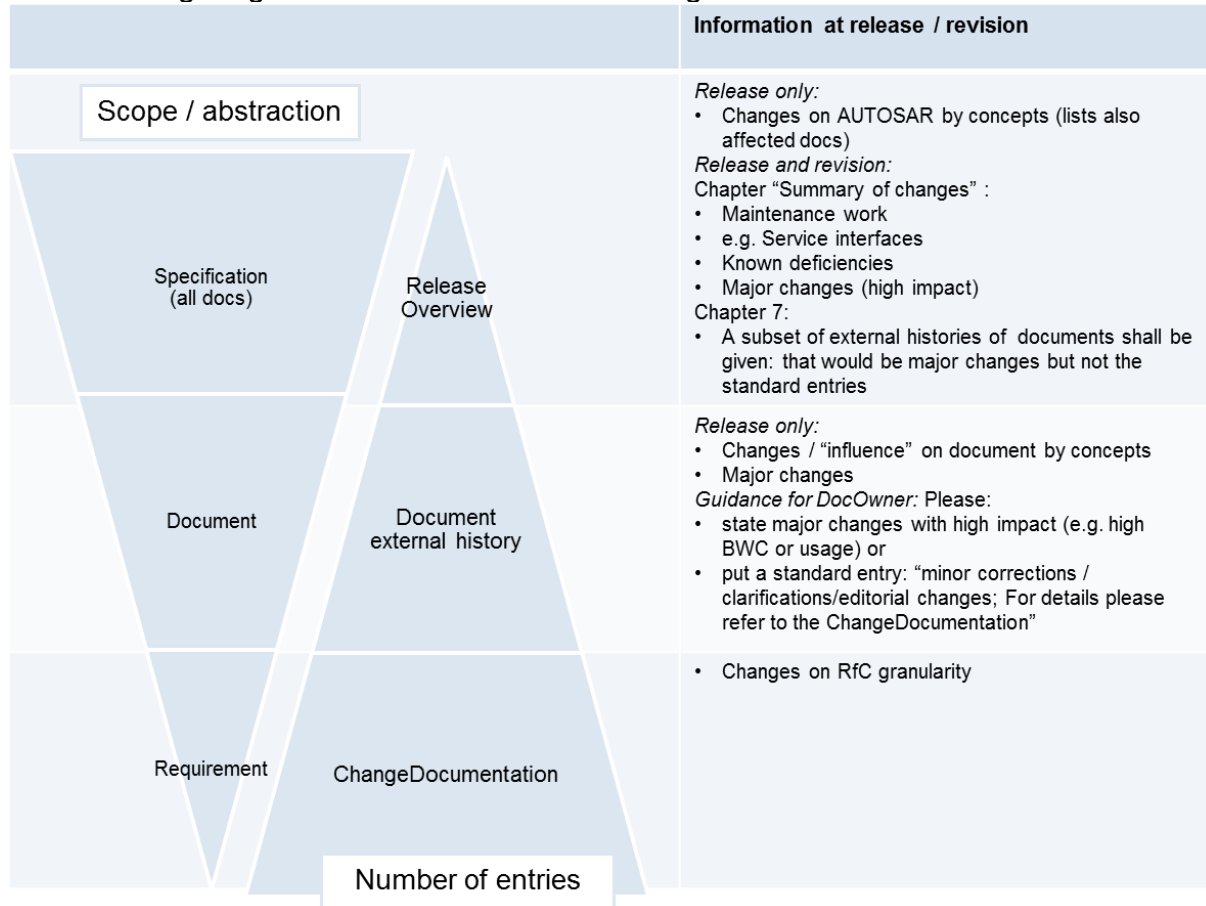 Information at release / revision
Scope / abstraction
Specification
(all docs)
Release
Overview
Release only:
• Changes on AUTOSAR by concepts (lists also
affected docs)
Release and revision:
Chapter “Summary of changes” :
• Maintenance work
• e.g. Service interfaces
• Known deficiencies
• Major changes (high impact)
Chapter 7:
• A subset of external histories of documents shall be
given: that would be major changes but not the
standard entries
Document
Document
external history
Release only:
• Changes / “influence” on document by concepts
• Major changes
Guidance for DocOwner: Please:
• state major changes with high impact (e.g. high
BWC or usage) or
• put a standard entry: “minor corrections /
clarifications/editorial changes; For details please
refer to the ChangeDocumentation”
Requirement
ChangeDocumentation
• Changes on RfC granularity
Number of entries